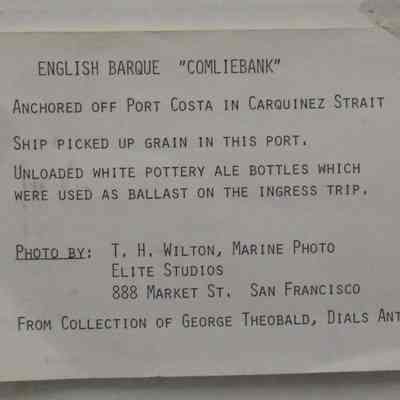 ENGLISH BARQUE "COMLIEBANK"
ANCHORED OFF PORT COSTA IN CARQUINEZ STRAIT
SHIP PICKED UP GRAIN IN THIS PORT.
UNLOADED WHITE POTTERY ALE BOTTLES WHICH
WERE USED AS BALLAST ON THE INGRESS TRIP.
PHOTO BY: T. H. WILTON, MARINE PHOTO
ELITE STUDIOS
888 MARKET ST. SAN FRANCISCO
FROM COLLECTION OF GEORGE THEOBALD, DIALS ANT